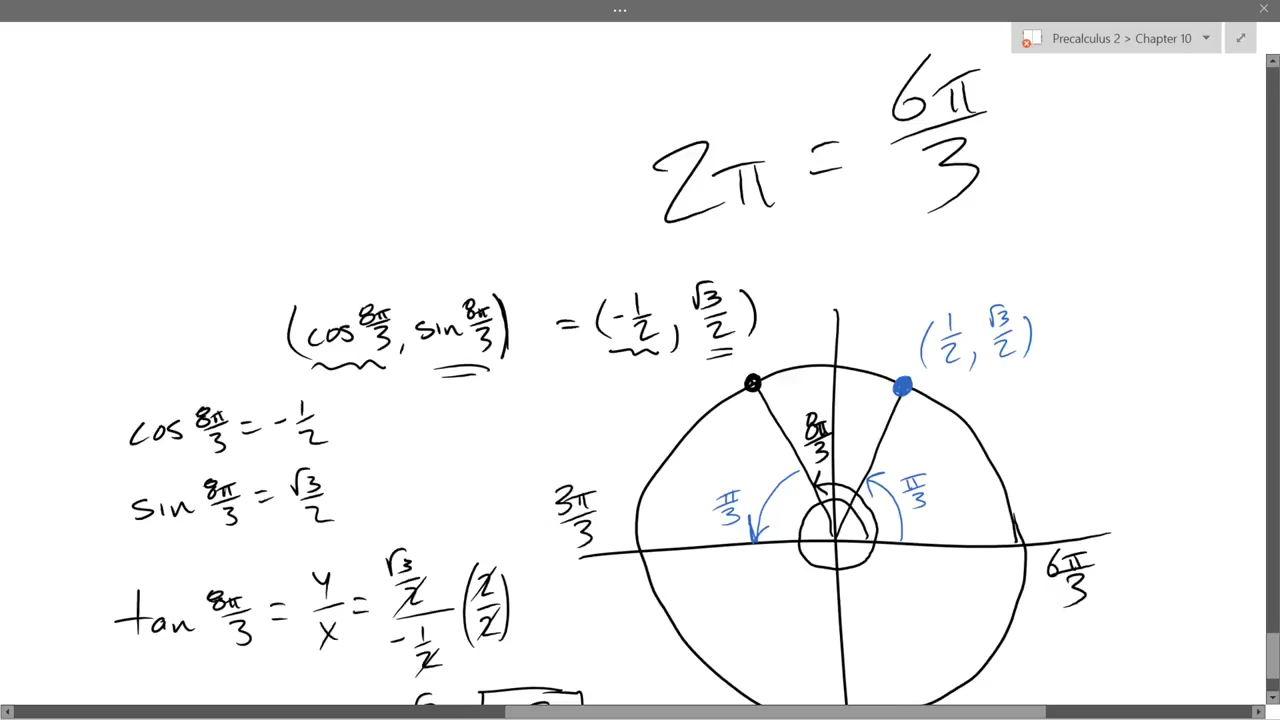 ...
Precalculus 2 > Chapter 10
2π = 6π/3
(cos 8π/3, sin 8π/3) = (-1/2, √3/2)
(1/2, √3/2)
cos 8π/3 = -1/2
8π/3
sin 8π/3 = √3/2
3π/3
π/3
π/3
6π/3
tan 8π/3 = y/x = (√3/2)/(-1/2) (2/2)